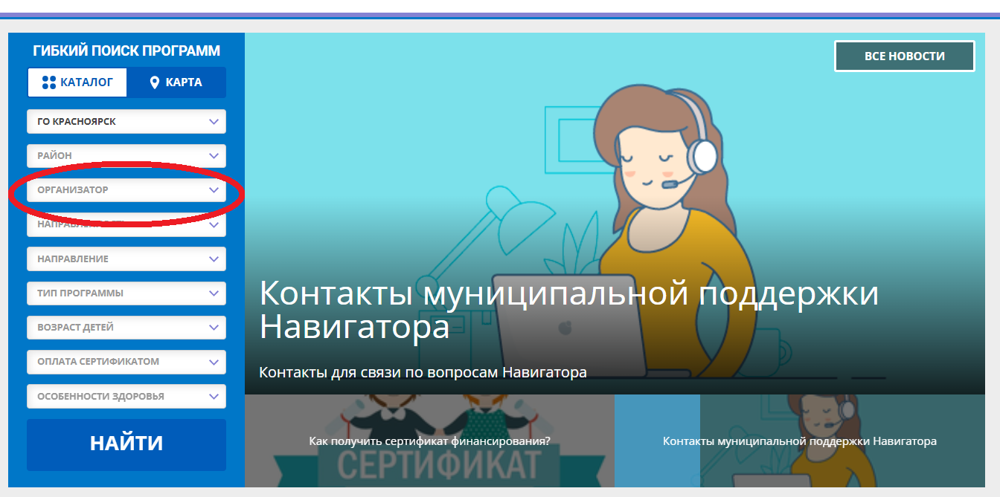 ГИБКИЙ ПОИСК ПРОГРАММ
КАТАЛОГ
КАРТА
ГО КРАСНОЯРСК
РАЙОН
ОРГАНИЗАТОР
НАПРАВЛЕННОСТЬ
НАПРАВЛЕНИЕ
ТИП ПРОГРАММЫ
ВОЗРАСТ ДЕТЕЙ
ОПЛАТА СЕРТИФИКАТОМ
ОСОБЕННОСТИ ЗДОРОВЬЯ
НАЙТИ
ВСЕ НОВОСТИ
Контакты муниципальной поддержки
Навигатора
Контакты для связи по вопросам Навигатора
Как получить сертификат финансирования?
СЕРТИФИКАТ
Контакты муниципальной поддержки Навигатора